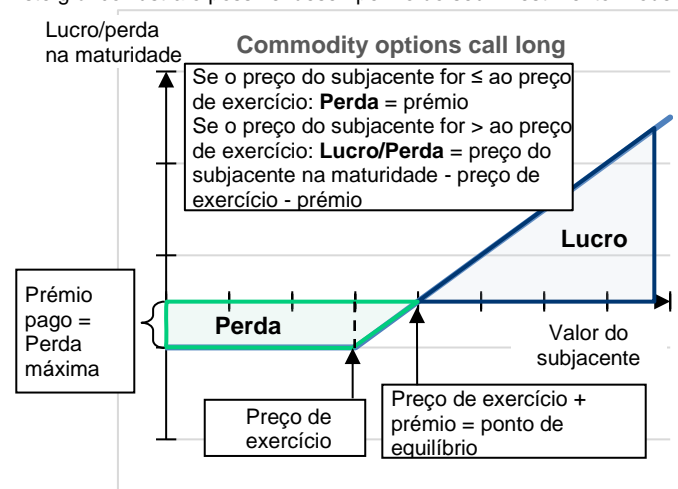 Lucro/perda
na maturidade
Commodity options call long
Se o preço do subjacente for ≤ ao preço
de exercício: Perda = prémio
Se o preço do subjacente for > ao preço
de exercício: Lucro/Perda = preço do
subjacente na maturidade - preço de
exercício - prémio
Lucro
Prémio
pago =
Perda
máxima
Perda
Valor do
subjacente
Preço de
exercício
Preço de exercício +
prémio = ponto de
equilíbrio